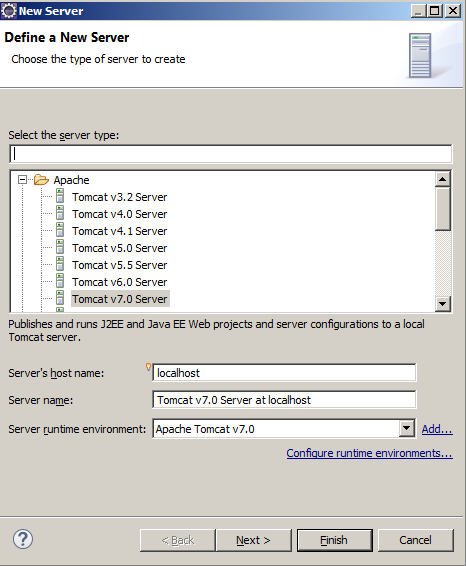 New Server
Define a New Server
Choose the type of server to create
Select the server type:
Apache
Tomcat v3.2 Server
Tomcat v4.0 Server
Tomcat v4.1 Server
Tomcat v5.0 Server
Tomcat v5.5 Server
Tomcat v6.0 Server
Tomcat v7.0 Server
Publishes and runs J2EE and Java EE Web projects and server configurations to a local
Tomcat server.
Server's host name: localhost
Server name: Tomcat v7.0 Server at localhost
Server runtime environment: Apache Tomcat v7.0 Add...
Configure runtime environments...
? < Back Next > Finish Cancel